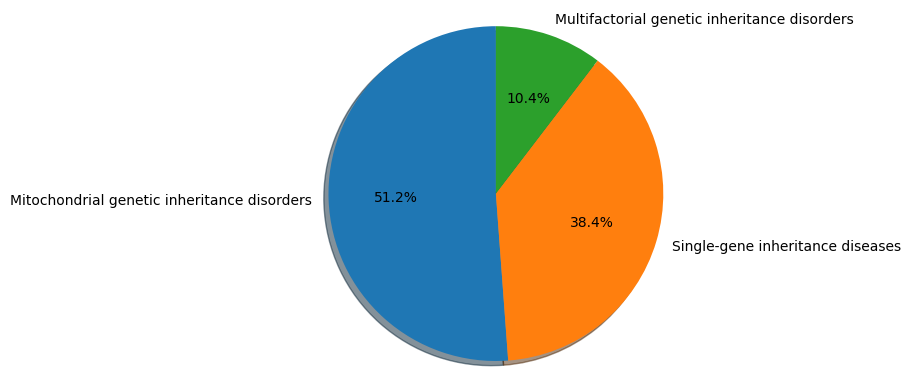 Multifactorial genetic inheritance disorders
10.4%
51.2%
Mitochondrial genetic inheritance disorders
38.4%
Single-gene inheritance diseases